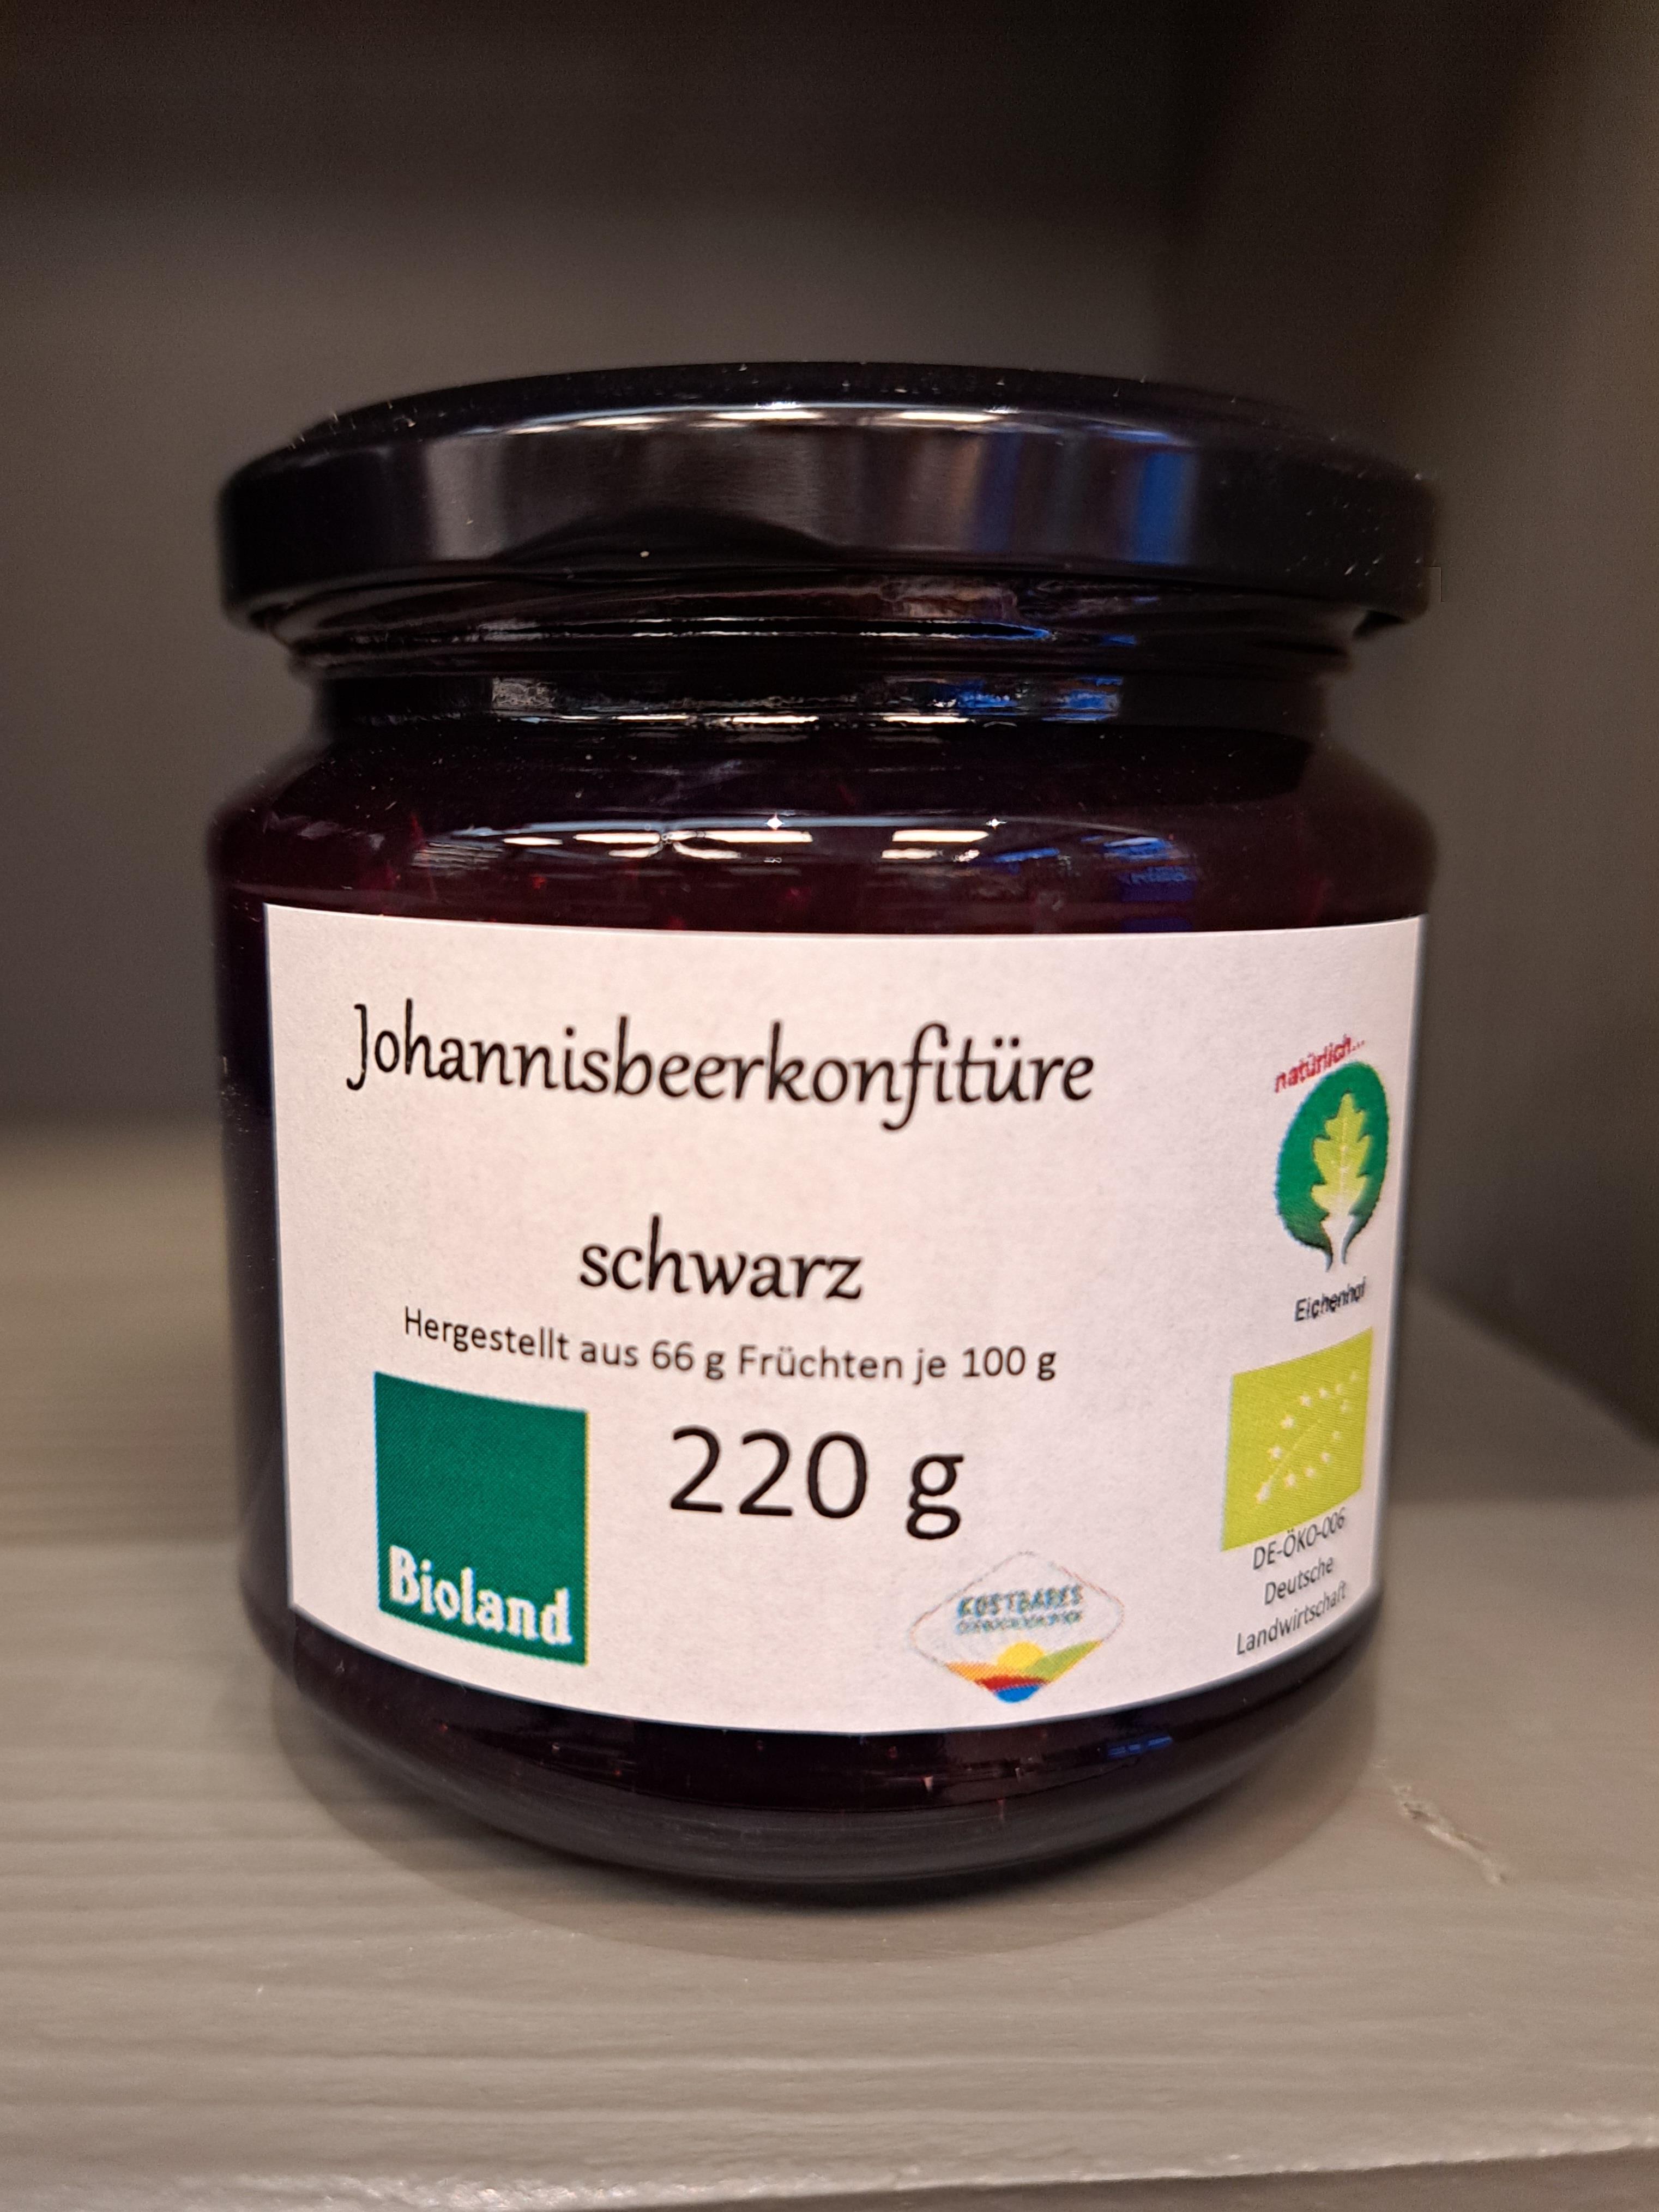 Johannisbeerkonfitüre
natürlich...
schwarz
Eichenhof
Hergestellt aus 66 g Früchten je 100 g
220 g
Bioland
KOSTBARES
DE-ÖKO-006
Deutsche
Landwirtschaft